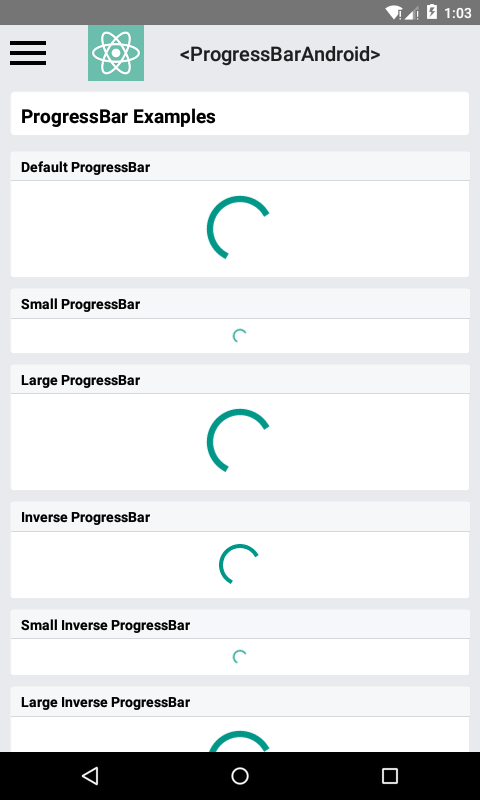 1:03
<ProgressBarAndroid>
ProgressBar Examples
Default ProgressBar
Small ProgressBar
Large ProgressBar
Inverse ProgressBar
Small Inverse ProgressBar
Large Inverse ProgressBar